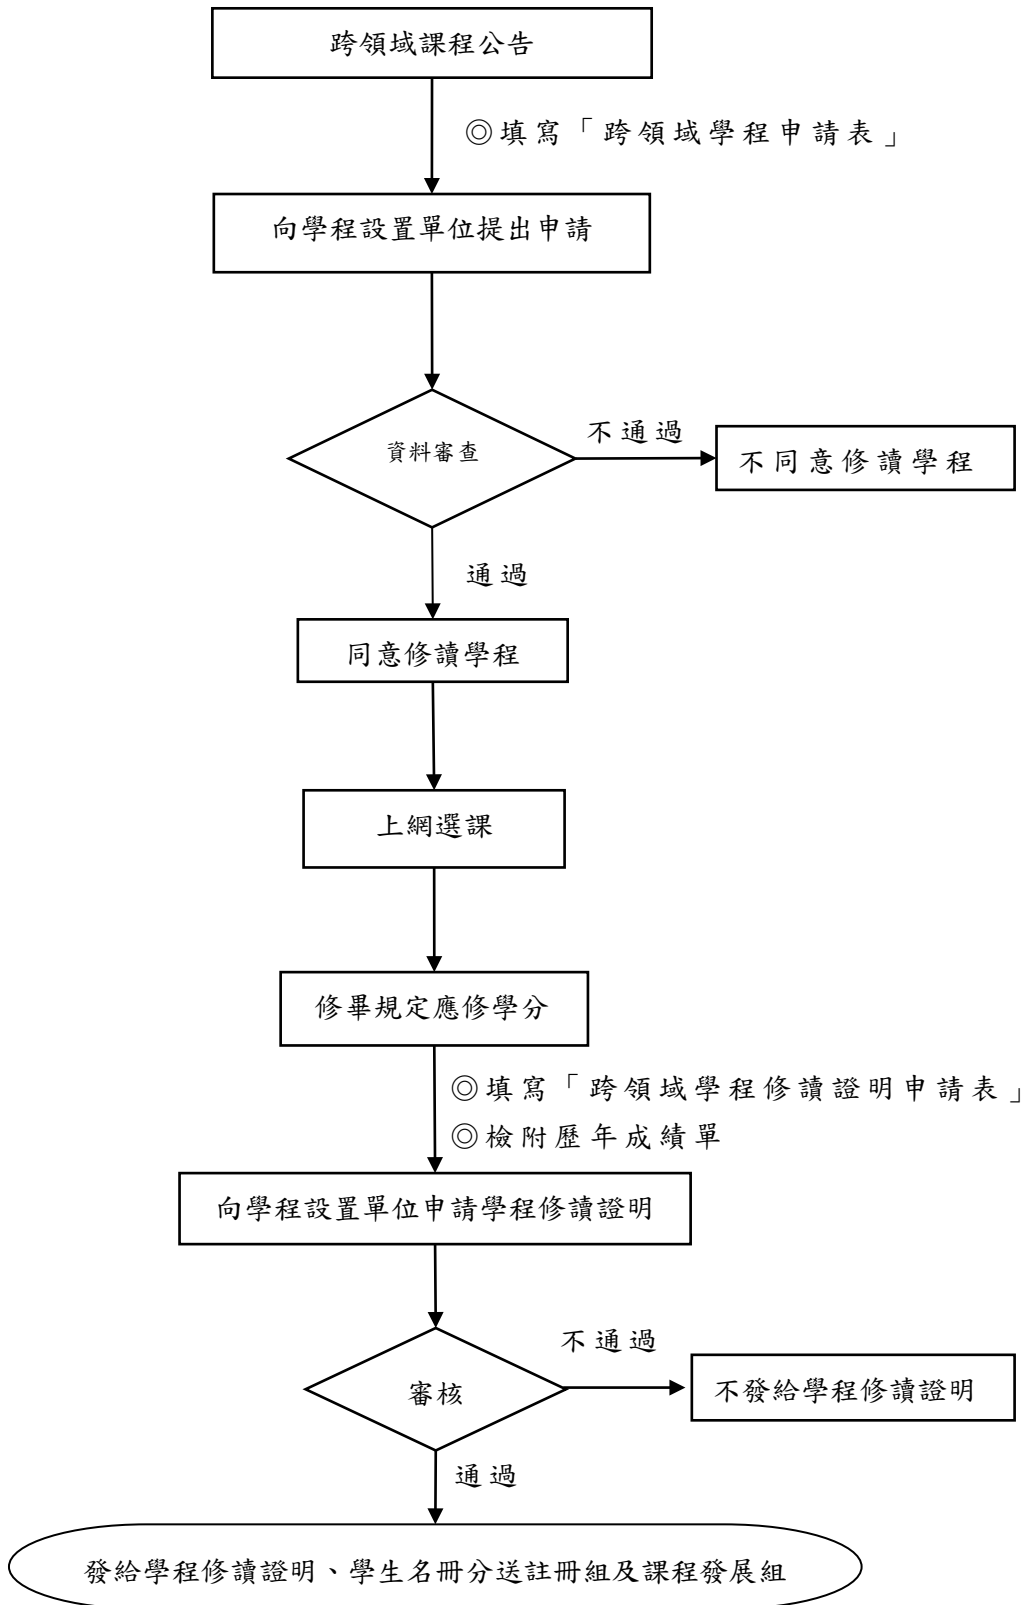 跨領域課程公告
◎填寫「跨領域學程申請表」
向學程設置單位提出申請
資料審查
不通過
不同意修讀學程
通過
同意修讀學程
上網選課
修畢規定應修學分
◎填寫「跨領域學程修讀證明申請表」
◎檢附歷年成績單
向學程設置單位申請學程修讀證明
不通過
審核
不發給學程修讀證明
通過
發給學程修讀證明、學生名冊分送註冊組及課程發展組